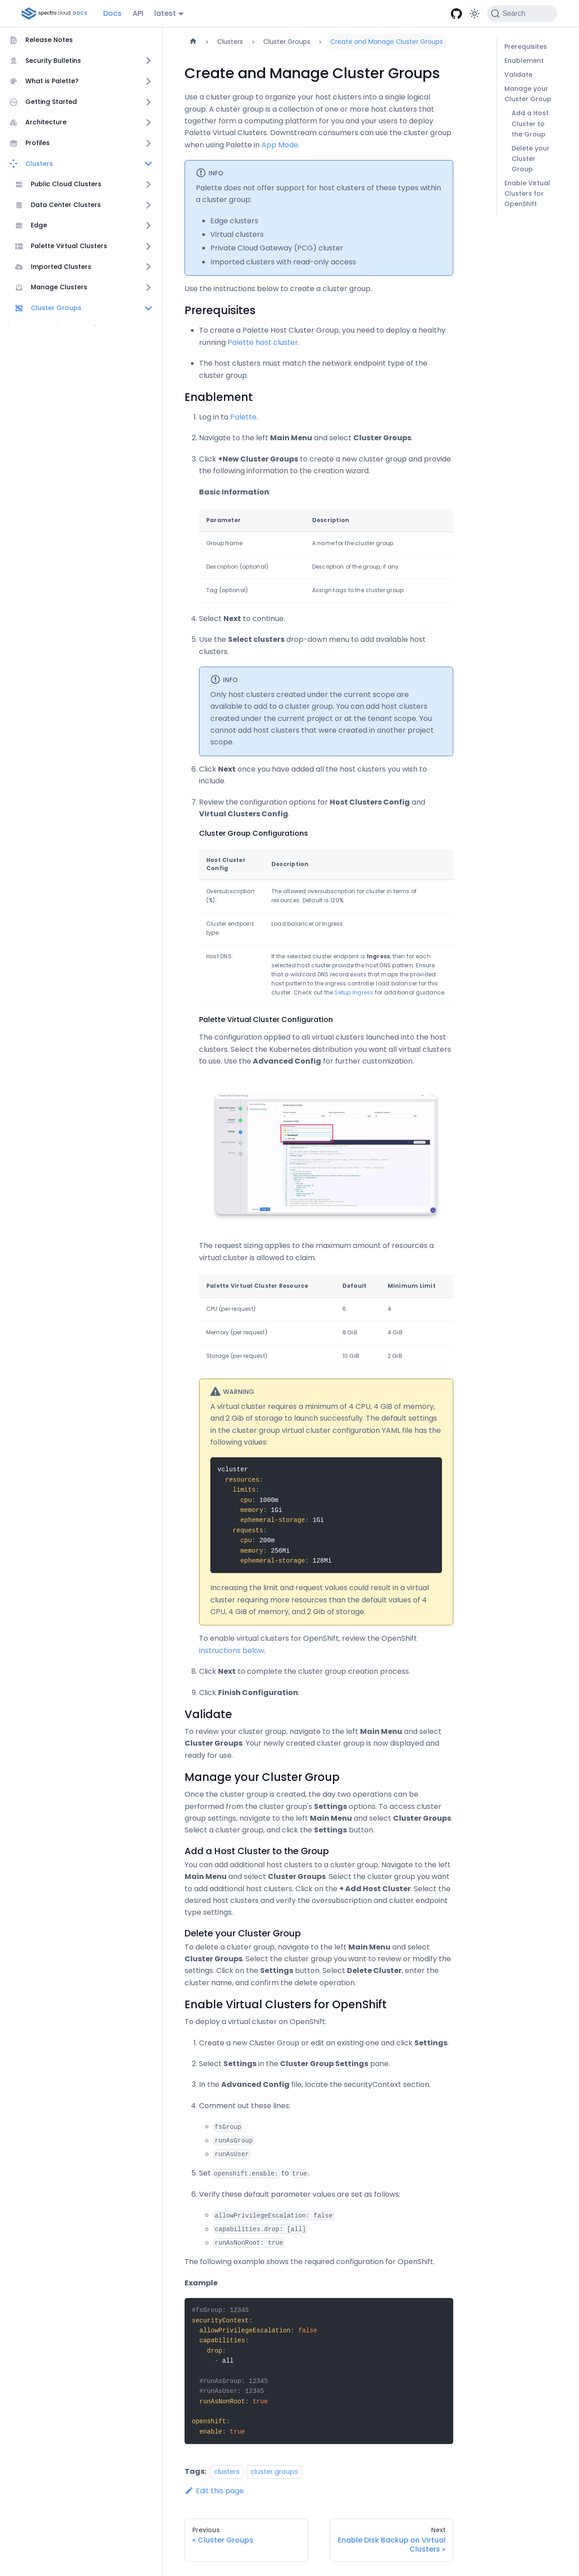 spectro cloud DOCS
Docs
API
latest
Search
Release Notes
Security Bulletins
What is Palette?
Getting Started
Architecture
Profiles
Clusters
Public Cloud Clusters
Data Center Clusters
Edge
Palette Virtual Clusters
Imported Clusters
Manage Clusters
Cluster Groups
Clusters
Cluster Groups
Create and Manage Cluster Groups
Create and Manage Cluster Groups
Use a cluster group to organize your host clusters into a single logical
group. A cluster group is a collection of one or more host clusters that
together form a computing platform for you and your users to deploy
Palette Virtual Clusters. Downstream consumers can use the cluster group
when using Palette in App Mode.
INFO
Palette does not offer support for host clusters of these types within
a cluster group:
Edge clusters
Virtual clusters
Private Cloud Gateway (PCG) cluster
Imported clusters with read-only access
Use the instructions below to create a cluster group.
Prerequisites
To create a Palette Host Cluster Group, you need to deploy a healthy
running Palette host cluster.
The host clusters must match the network endpoint type of the
cluster group.
Enablement
1. Log in to Palette.
2. Navigate to the left Main Menu and select Cluster Groups.
3. Click +New Cluster Groups to create a new cluster group and provide
the following information to the creation wizard.
Basic Information:
Parameter Description
Group Name A name for the cluster group.
Description (optional) Description of the group, if any.
Tag (optional) Assign tags to the cluster group.
4. Select Next to continue.
5. Use the Select clusters drop-down menu to add available host
clusters.
INFO
Only host clusters created under the current scope are
available to add to a cluster group. You can add host clusters
created under the current project or at the tenant scope. You
cannot add host clusters that were created in another project
scope.
6. Click Next once you have added all the host clusters you wish to
include.
7. Review the configuration options for Host Clusters Config and
Virtual Clusters Config.
Cluster Group Configurations
Host Cluster Config Description
Oversubscription (%): The allowed oversubscription for cluster in terms of
resources. Default is 120%.
Cluster endpoint type: Load balancer or Ingress.
Host DNS: If the selected cluster endpoint is Ingress, then for each
selected host cluster provide the host DNS pattern. Ensure
that a wildcard DNS record exists that maps the provided
host pattern to the ingress controller load balancer for this
cluster. Check out the Setup Ingress for additional guidance.
Palette Virtual Cluster Configuration
The configuration applied to all virtual clusters launched into the host
clusters. Select the Kubernetes distribution you want all virtual clusters
to use. Use the Advanced Config for further customization.
The request sizing applies to the maximum amount of resources a
virtual cluster is allowed to claim.
Palette Virtual Cluster Resource Default Minimum Limit
CPU (per request) 6 4
Memory (per request) 8 GiB 4 GiB
Storage (per request) 10 GiB 2 GiB
WARNING
A virtual cluster requires a minimum of 4 CPU, 4 GiB of memory,
and 2 GiB of storage to launch successfully. The default settings
in the cluster group virtual cluster configuration YAML file has the
following values:
vcluster
resources:
limits:
cpu: 1000m
memory: 1Gi
ephemeral-storage: 1Gi
requests:
cpu: 200m
memory: 256Mi
ephemeral-storage: 128Mi
Increasing the limit and request values could result in a virtual
cluster requiring more resources than the default values of 4
CPU, 4 GiB of memory, and 2 Gib of storage.
To enable virtual clusters for OpenShift, review the OpenShift
instructions below.
8. Click Next to complete the cluster group creation process.
9. Click Finish Configuration.
Validate
To review your cluster group, navigate to the left Main Menu and select
Cluster Groups. Your newly created cluster group is now displayed and
ready for use.
Manage your Cluster Group
Once the cluster group is created, the day two operations can be
performed from the cluster group's Settings options. To access cluster
group settings, navigate to the left Main Menu and select Cluster Groups.
Select a cluster group, and click the Settings button.
Add a Host Cluster to the Group
You can add additional host clusters to a cluster group. Navigate to the left
Main Menu and select Cluster Groups. Select the cluster group you want
to add additional host clusters. Click on the + Add Host Cluster. Select the
desired host clusters and verify the oversubscription and cluster endpoint
type settings.
Delete your Cluster Group
To delete a cluster group, navigate to the left Main Menu and select
Cluster Groups. Select the cluster group you want to review or modify the
settings. Click on the Settings button. Select Delete Cluster, enter the
cluster name, and confirm the delete operation.
Enable Virtual Clusters for OpenShift
To deploy a virtual cluster on OpenShift:
1. Create a new Cluster Group or edit an existing one and click Settings.
2. Select Settings in the Cluster Group Settings pane.
3. In the Advanced Config file, locate the securityContext section.
4. Comment out these lines:
fsGroup
runAsGroup
runAsUser
5. Set openshift.enable: to true.
6. Verify these default parameter values are set as follows:
allowPrivilegeEscalation: false
capabilities.drop: [all]
runAsNonRoot: true
The following example shows the required configuration for OpenShift.
Example
#fsGroup: 12345
securityContext:
allowPrivilegeEscalation: false
capabilities:
drop:
- all
#runAsGroup: 12345
#runAsUser: 12345
runAsNonRoot: true
openshift:
enable: true
Tags: clusters cluster groups
Edit this page
Previous
« Cluster Groups
Next
Enable Disk Backup on Virtual
Clusters »
Prerequisites
Enablement
Validate
Manage your
Cluster Group
Add a Host
Cluster to
the Group
Delete your
Cluster
Group
Enable Virtual
Clusters for
OpenShift